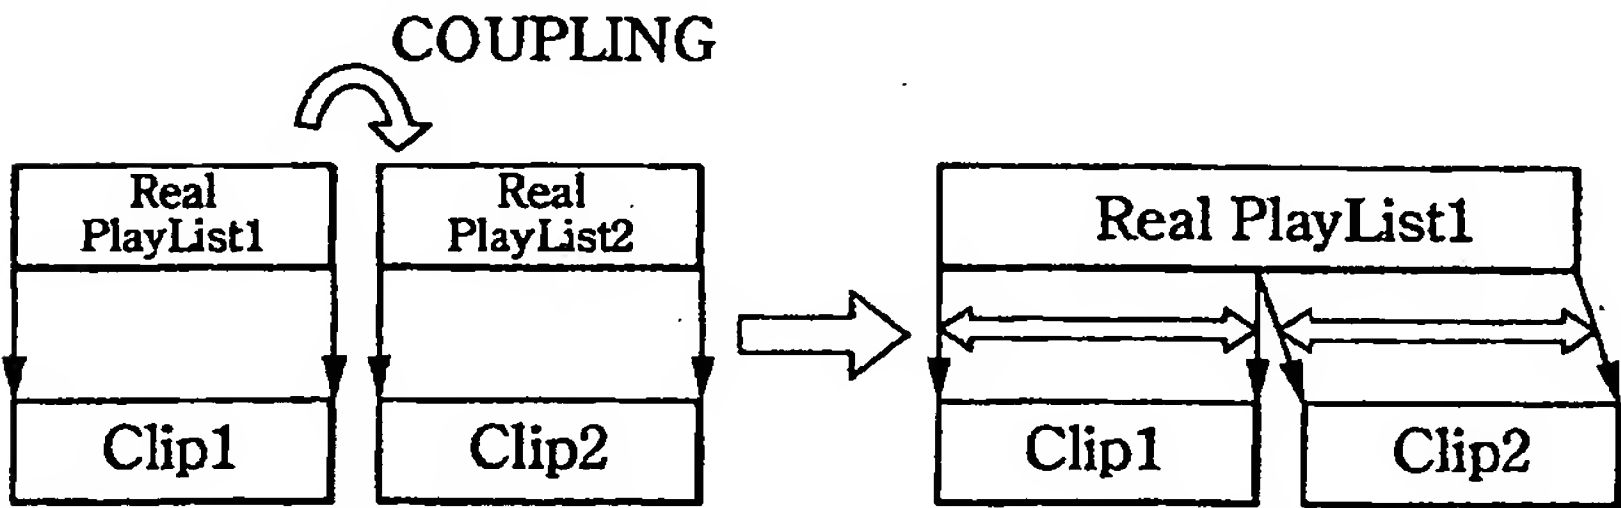 COUPLING
Real
PlayList1
Real
PlayList2
Real PlayList1
Clip1
Clip2
Clip1
Clip2